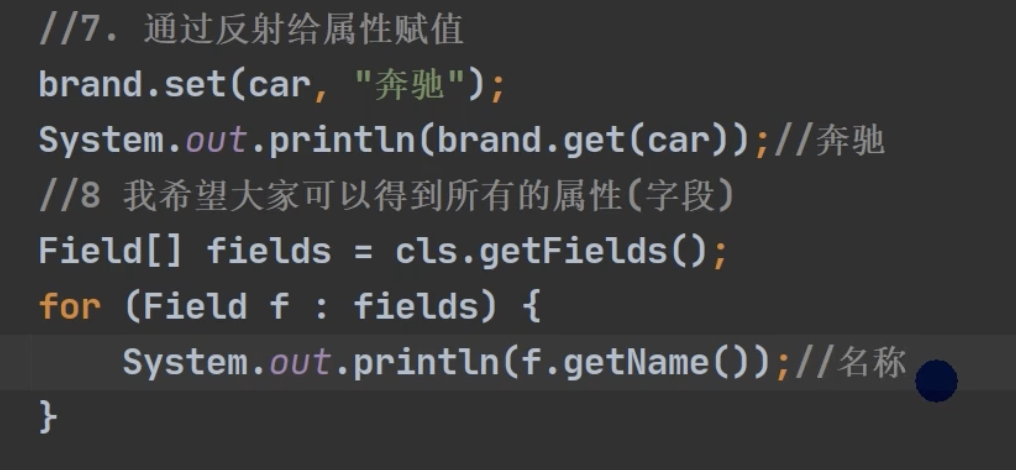 //7. 通过反射给属性赋值
brand.set(car, "奔驰");
System.out.println(brand.get(car));//奔驰
//8 我希望大家可以得到所有的属性(字段)
Field[] fields = cls.getFields();
for (Field f : fields) {
    System.out.println(f.getName());//名称
}